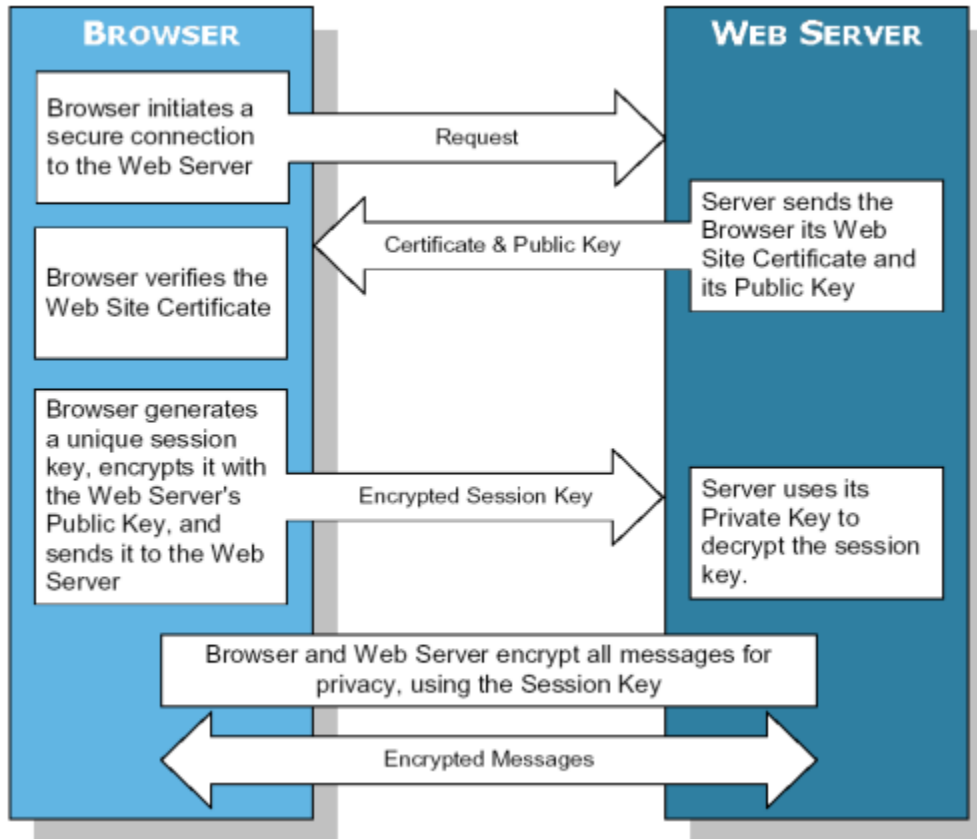 BROWSER
WEB SERVER
Browser initiates a
secure connection
to the Web Server
Request
Server sends the
Browser its Web
Site Certificate and
its Public Key
Certificate & Public Key
Browser verifies the
Web Site Certificate
Browser generates
a unique session
key, encrypts it with
the Web Server's
Public Key, and
sends it to the Web
Server
Encrypted Session Key
Server uses its
Private Key to
decrypt the session
key.
Browser and Web Server encrypt all messages for
privacy, using the Session Key
Encrypted Messages